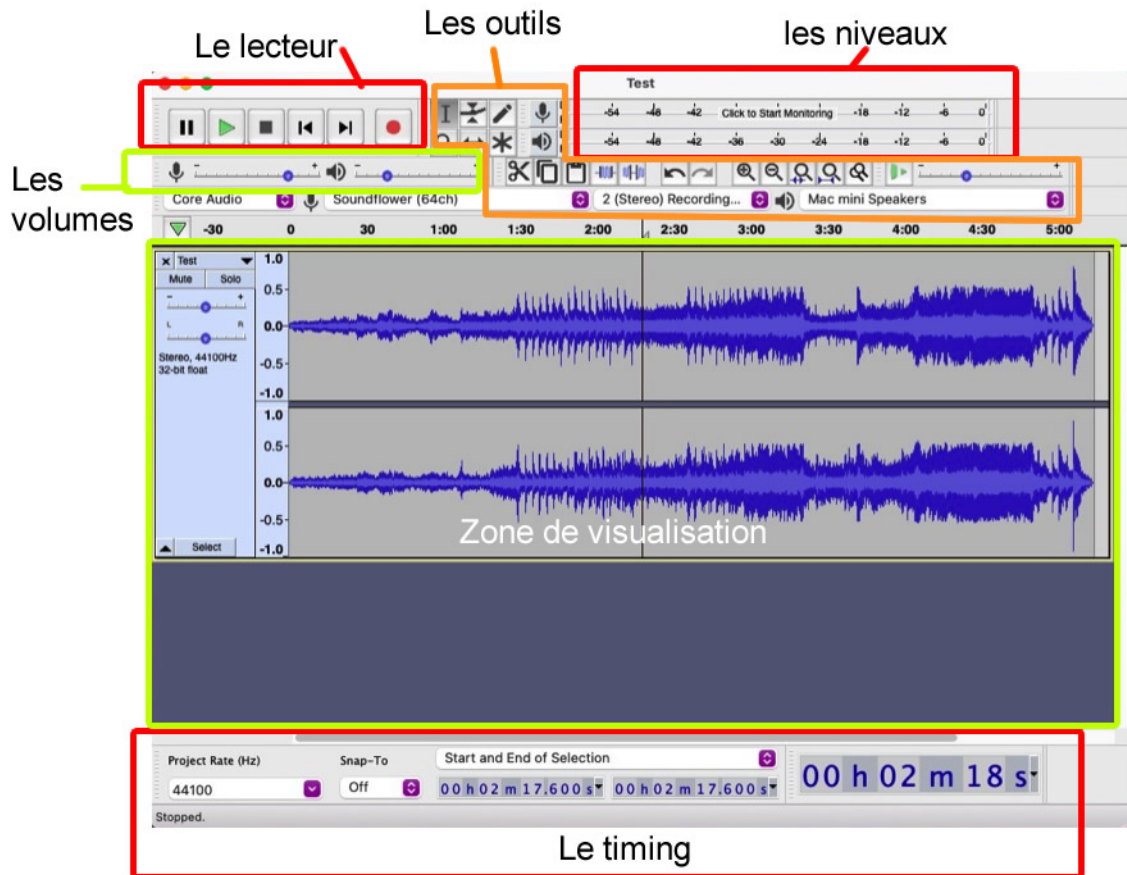 Le lecteur
Les outils
les niveaux
Test
-54 -48 -42 Click to Start Monitoring -18 -12 -6 0
-54 -48 -42 -36 -30 -24 -18 -12 -6 0
Les
volumes
- + - 
- +
Core Audio Soundflower (64ch) 2 (Stereo) Recording... Mac mini Speakers
-30 0 30 1:00 1:30 2:00 2:30 3:00 3:30 4:00 4:30 5:00
x Test
Mute Solo
- +
L R
Stereo, 44100Hz
32-bit float
1.0
0.5-
0.0-
-0.5-
-1.0
1.0
0.5-
0.0-
-0.5-
-1.0
Select
Zone de visualisation
Project Rate (Hz) Snap-To Start and End of Selection
44100 Off 00 h 02 m 17.600 s 00 h 02 m 17.600 s
00 h 02 m 18 s
Stopped.
Le timing